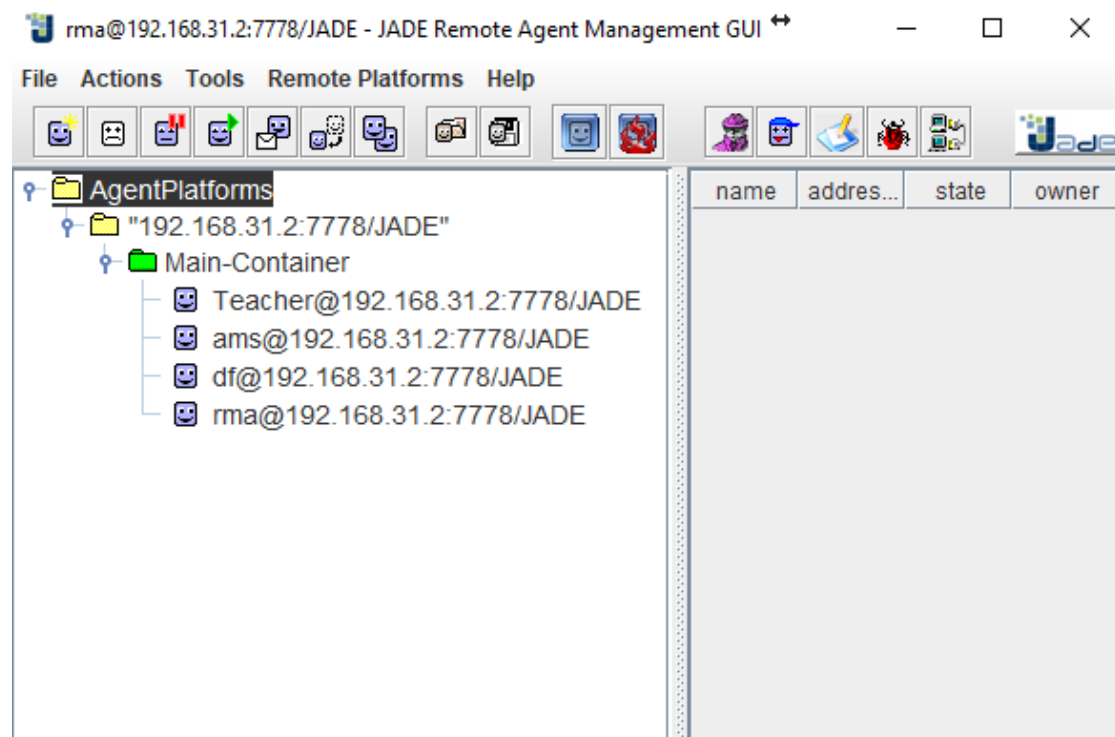 rma@192.168.31.2:7777/JADE - JADE Remote Agent Management GUI
File Actions Tools Remote Platforms Help
Jade
AgentPlatforms
name addres... state owner
"192.168.31.2:7778/JADE"
Main-Container
Teacher@192.168.31.2:7778/JADE
ams@192.168.31.2:7778/JADE
df@192.168.31.2:7778/JADE
rma@192.168.31.2:7778/JADE